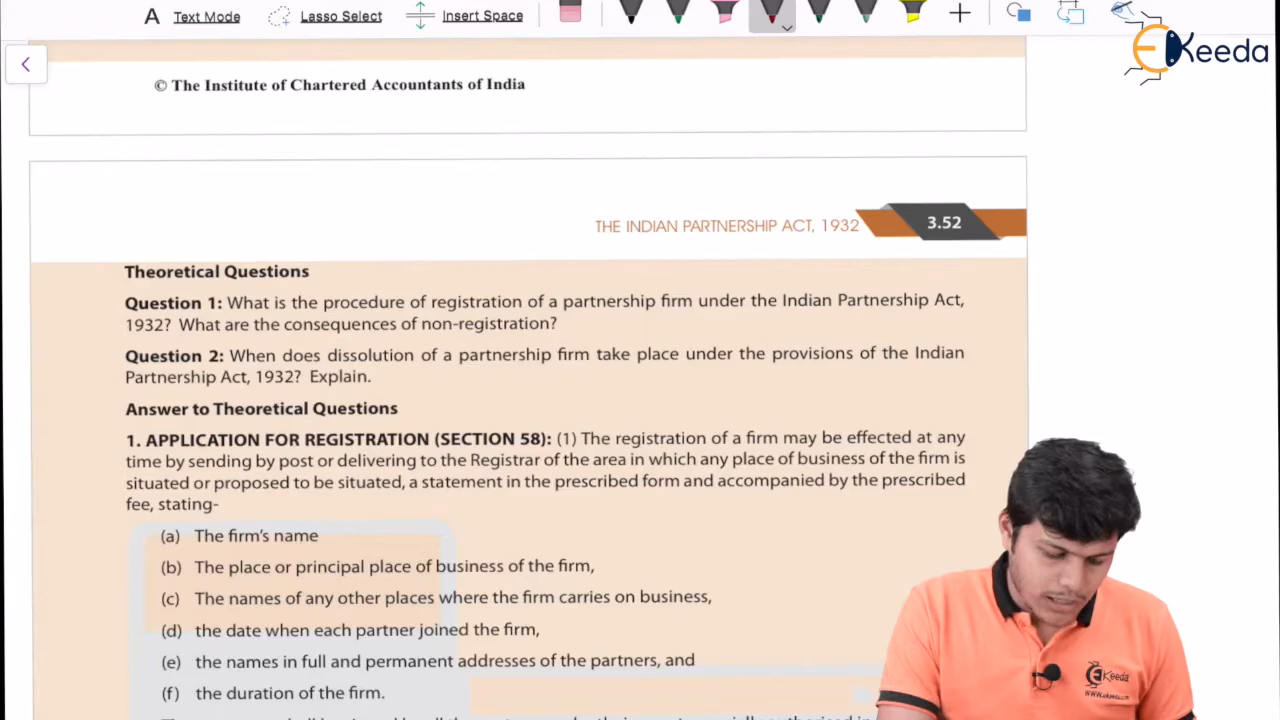 A Text Mode Lasso Select Insert Space
EKeeda
© The Institute of Chartered Accountants of India
THE INDIAN PARTNERSHIP ACT, 1932 3.52
Theoretical Questions
Question 1: What is the procedure of registration of a partnership firm under the Indian Partnership Act,
1932? What are the consequences of non-registration?
Question 2: When does dissolution of a partnership firm take place under the provisions of the Indian
Partnership Act, 1932? Explain.
Answer to Theoretical Questions
1. APPLICATION FOR REGISTRATION (SECTION 58): (1) The registration of a firm may be effected at any
time by sending by post or delivering to the Registrar of the area in which any place of business of the firm is
situated or proposed to be situated, a statement in the prescribed form and accompanied by the prescribed
fee, stating-
(a) The firm's name
(b) The place or principal place of business of the firm,
(c) The names of any other places where the firm carries on business,
(d) the date when each partner joined the firm,
(e) the names in full and permanent addresses of the partners, and
(f) the duration of the firm.
EKeeda
www.ekeeda.com